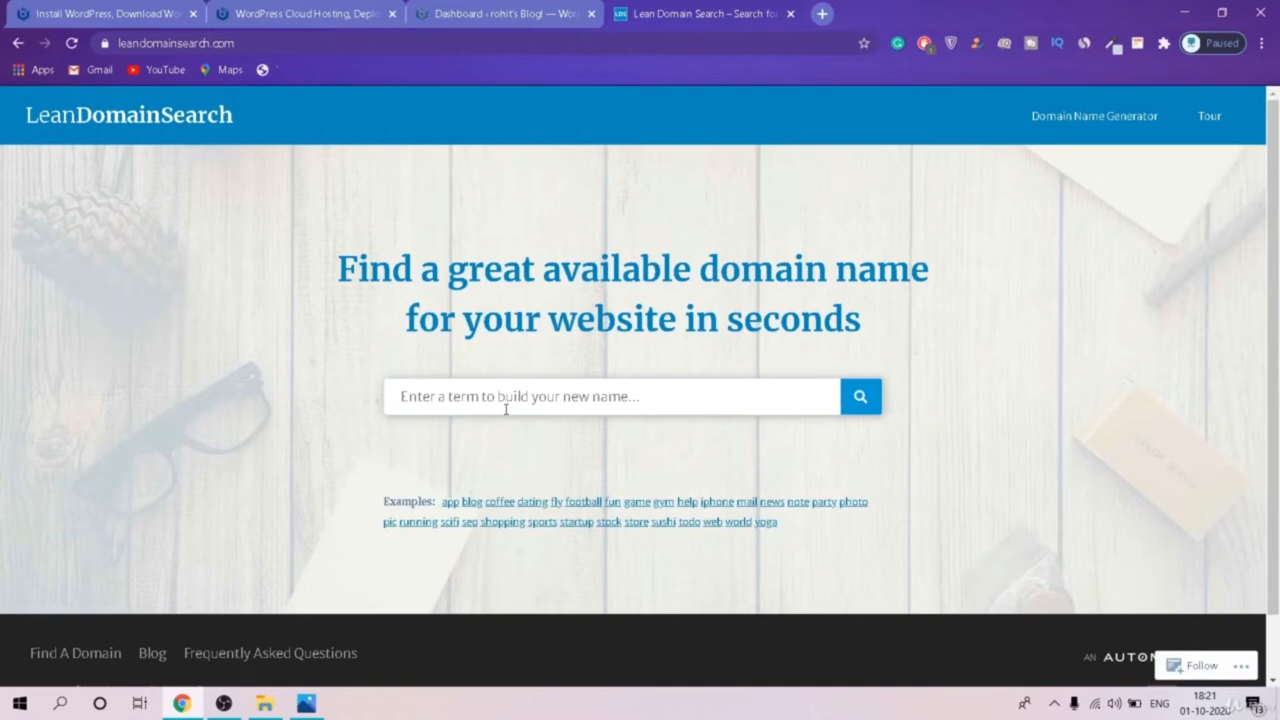 Install WordPress, Download Wo
WordPress Cloud Hosting, Deplo
Dashboard ‹ rohit's Blog! — Wor
Lean Domain Search – Search fo
leandomainsearch.com
Paused
Apps
Gmail
YouTube
Maps
LeanDomainSearch
Domain Name Generator
Tour
Find a great available domain name
for your website in seconds
Enter a term to build your new name...
Examples: app blog coffee dating fly football fun game gym help iphone mail news note party photo
pic running scifi seo shopping sports startup stock store sushi todo web world yoga
Find A Domain
Blog
Frequently Asked Questions
AN AUTOM
Follow
ENG
18:21
01-10-2020